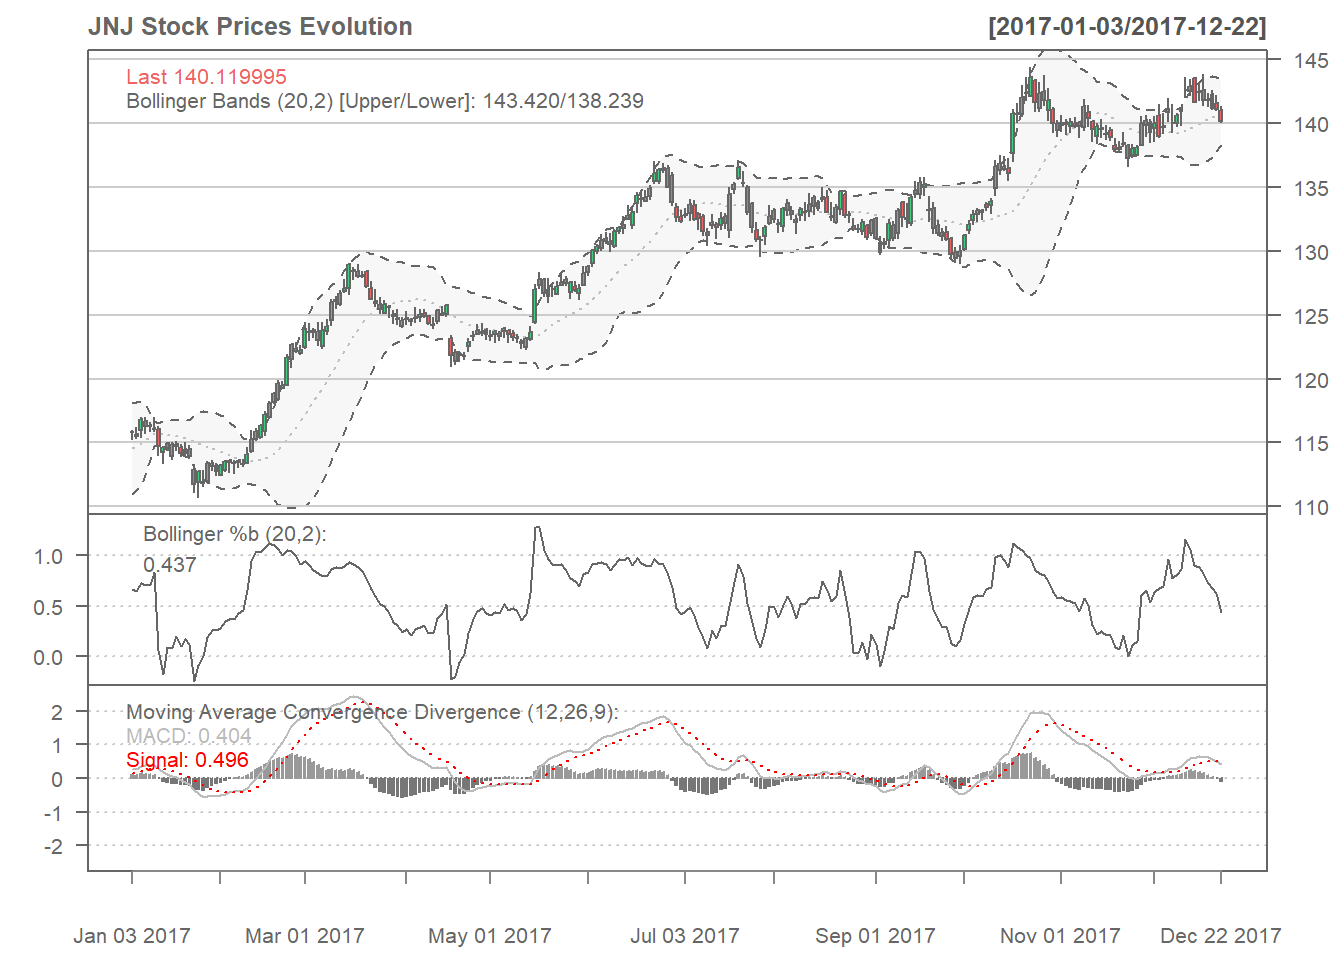 JNJ Stock Prices Evolution
[2017-01-03/2017-12-22]
Last 140.119995
Bollinger Bands (20,2) [Upper/Lower]: 143.420/138.239
145
140
135
130
125
120
115
110
Bollinger %b (20,2):
0.437
1.0
0.5
0.0
Moving Average Convergence Divergence (12,26,9):
MACD: 0.404
Signal: 0.496
2
1
0
-1
-2
Jan 03 2017
Mar 01 2017
May 01 2017
Jul 03 2017
Sep 01 2017
Nov 01 2017
Dec 22 2017